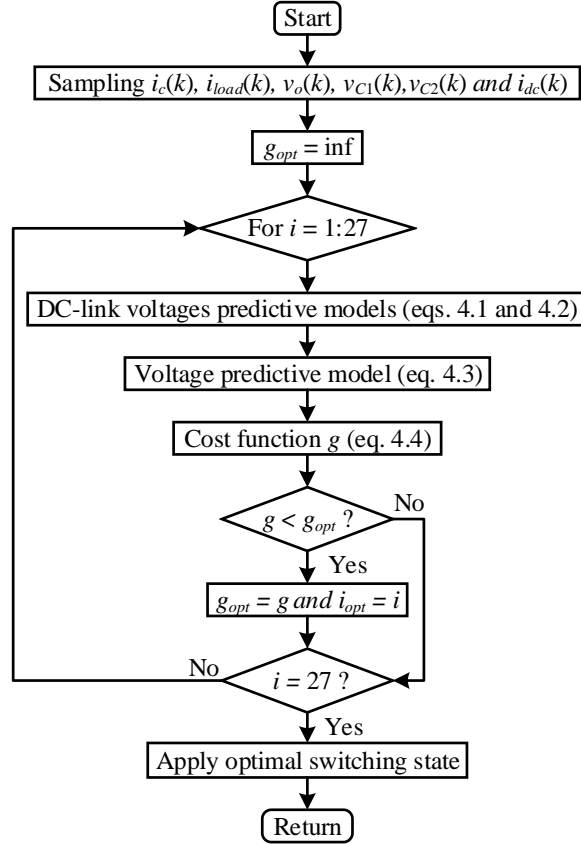 Start
Sampling i_c(k), i_load(k), v_o(k), v_C1(k),v_C2(k) and i_dc(k)
g_opt = inf
For i = 1:27
DC-link voltages predictive models (eqs. 4.1 and 4.2)
Voltage predictive model (eq. 4.3)
Cost function g (eq. 4.4)
g < g_opt ?
No
Yes
g_opt = g and i_opt = i
No
i = 27 ?
Yes
Apply optimal switching state
Return